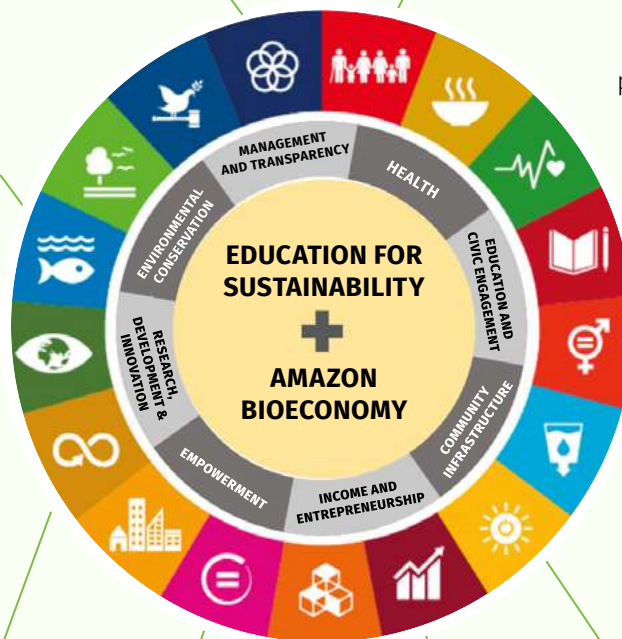 EDUCATION FOR
SUSTAINABILITY
+
AMAZON
BIOECONOMY
MANAGEMENT
AND TRANSPARENCY
HEALTH
EDUCATION AND
CIVIC ENGAGEMENT
COMMUNITY
INFRASTRUCTURE
INCOME AND
ENTREPRENEURSHIP
EMPOWERMENT
RESEARCH,
DEVELOPMENT &
INNOVATION
ENVIRONMENTAL
CONSERVATION